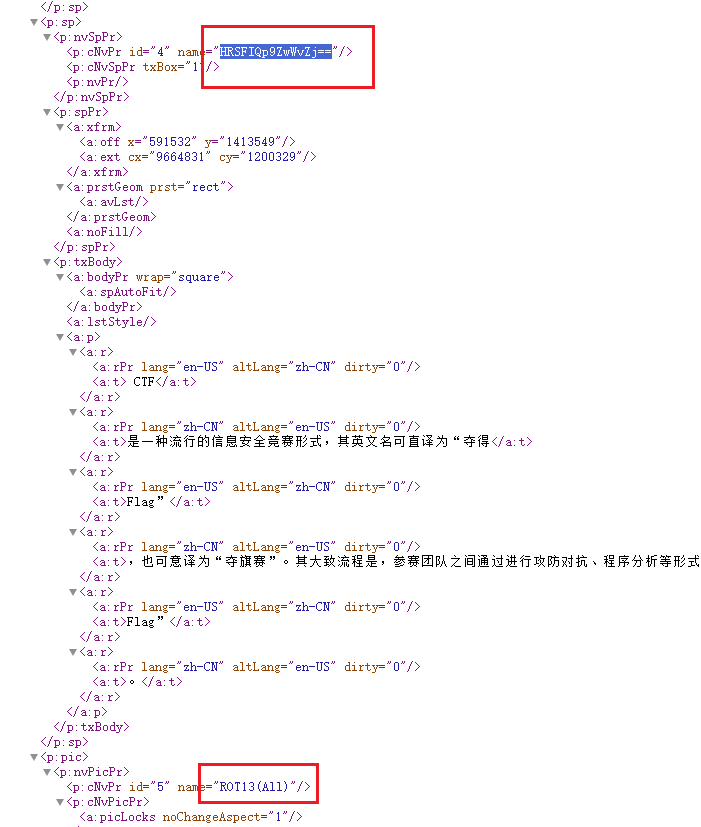 </p:sp>
▼<p:sp>
▼<p:nvSpPr>
<p:cNvPr id="4" name="HRSFIQp9ZwWvZj=="/>
<p:cNvSpPr txBox="1"/>
<p:nvPr/>
</p:nvSpPr>
▼<p:spPr>
▼<a:xfrm>
<a:off x="591532" y="1413549"/>
<a:ext cx="9664831" cy="1200329"/>
</a:xfrm>
▼<a:prstGeom prst="rect">
<a:avLst/>
</a:prstGeom>
<a:noFill/>
</p:spPr>
▼<p:txBody>
▼<a:bodyPr wrap="square">
<a:spAutoFit/>
</a:bodyPr>
<a:lstStyle/>
▼<a:p>
▼<a:r>
<a:rPr lang="en-US" altLang="zh-CN" dirty="0"/>
<a:t> CTF</a:t>
</a:r>
▼<a:r>
<a:rPr lang="zh-CN" altLang="en-US" dirty="0"/>
<a:t>是一种流行的信息安全竞赛形式，其英文名可直译为“夺得</a:t>
</a:r>
▼<a:r>
<a:rPr lang="en-US" altLang="zh-CN" dirty="0"/>
<a:t>Flag”</a:t>
</a:r>
▼<a:r>
<a:rPr lang="zh-CN" altLang="en-US" dirty="0"/>
<a:t>，也可意译为“夺旗赛”。其大致流程是，参赛团队之间通过进行攻防对抗、程序分析等形式
</a:r>
▼<a:r>
<a:rPr lang="en-US" altLang="zh-CN" dirty="0"/>
<a:t>Flag”</a:t>
</a:r>
▼<a:r>
<a:rPr lang="zh-CN" altLang="en-US" dirty="0"/>
<a:t>。</a:t>
</a:r>
</a:p>
</p:txBody>
</p:sp>
▼<p:pic>
▼<p:nvPicPr>
<p:cNvPr id="5" name="ROT13(All)"/>
▼<p:cNvPicPr>
<a:picLocks noChangeAspect="1"/>